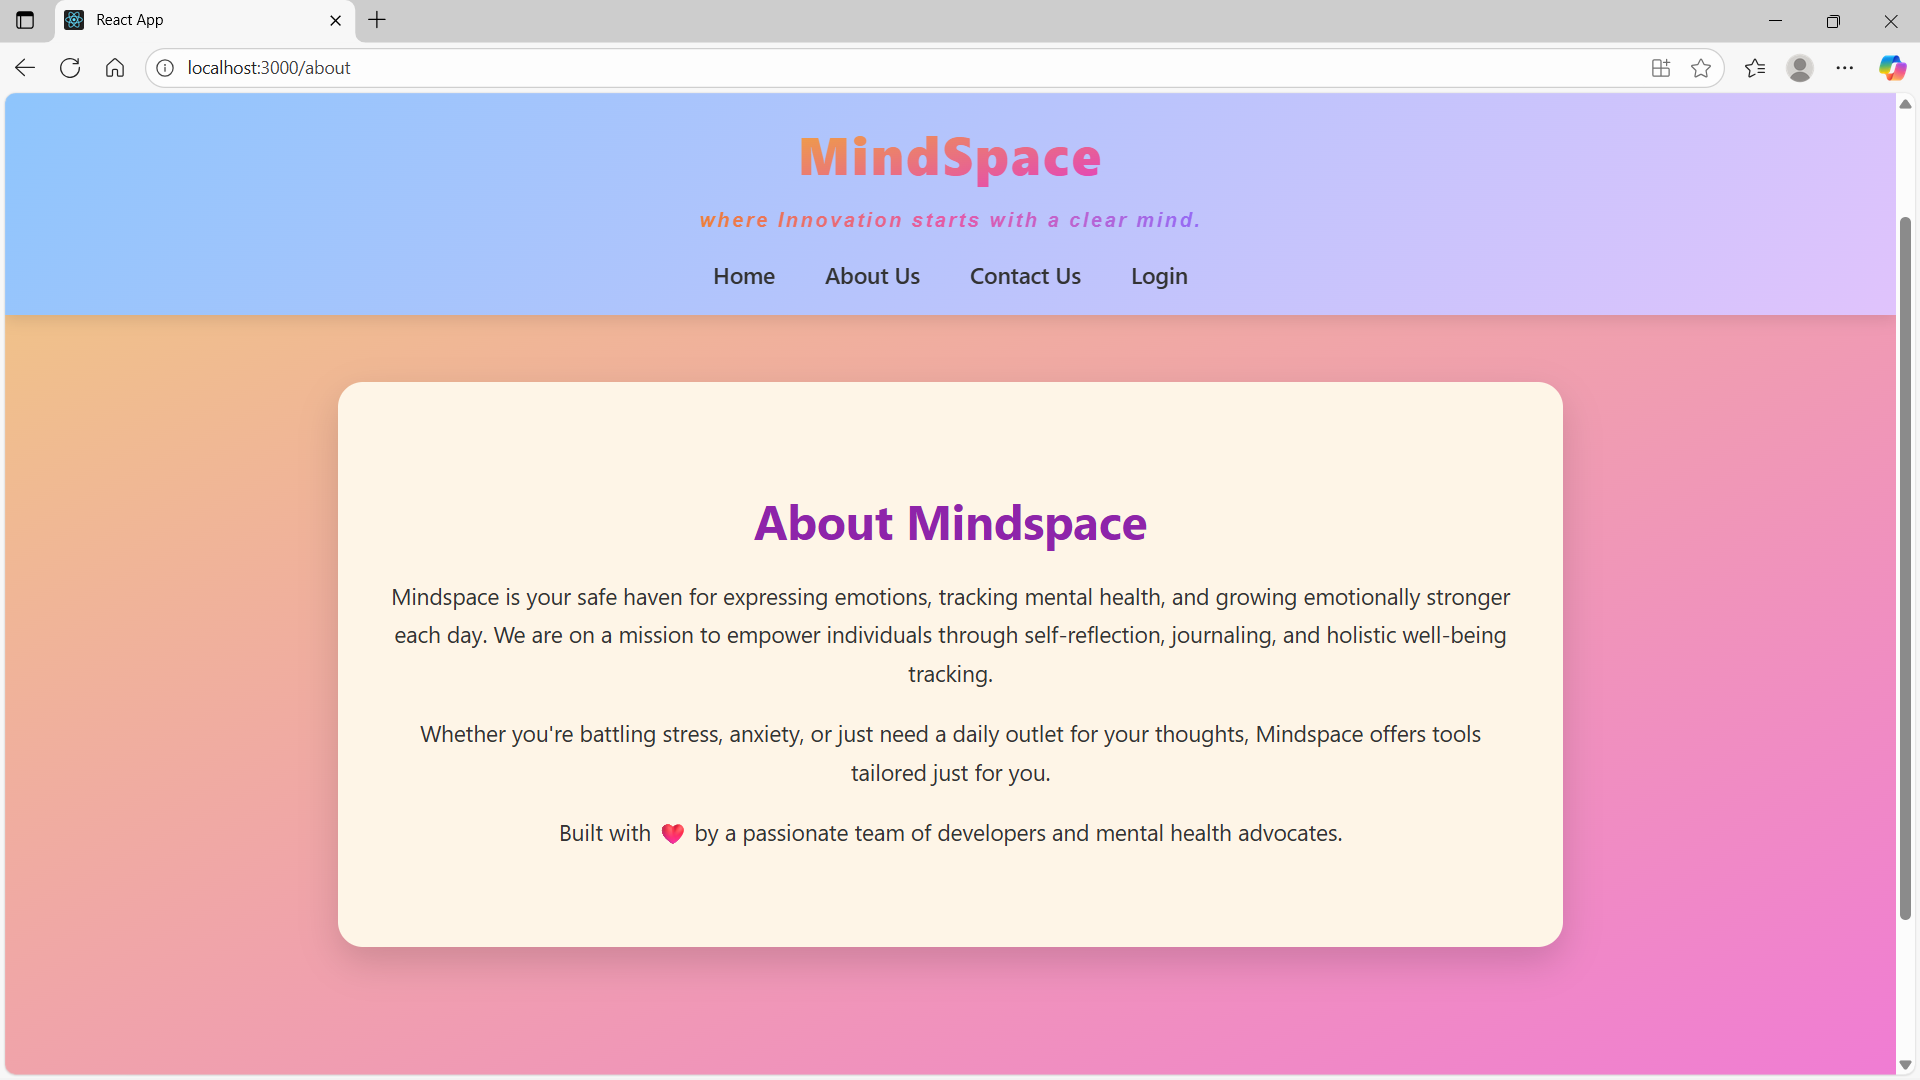 React App
localhost:3000/about
MindSpace
where Innovation starts with a clear mind.
Home About Us Contact Us Login
About Mindspace
Mindspace is your safe haven for expressing emotions, tracking mental health, and growing emotionally stronger
each day. We are on a mission to empower individuals through self-reflection, journaling, and holistic well-being
tracking.
Whether you're battling stress, anxiety, or just need a daily outlet for your thoughts, Mindspace offers tools
tailored just for you.
Built with ❤️ by a passionate team of developers and mental health advocates.